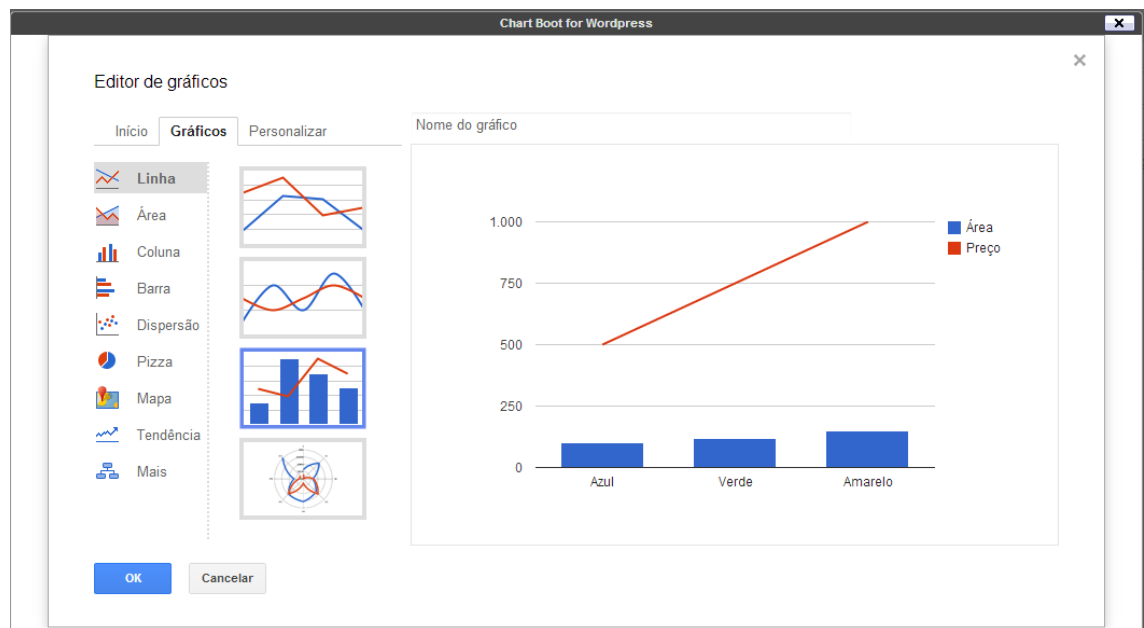 Chart Boot for Wordpress
Editor de gráficos
Início Gráficos Personalizar
Linha
Área
Coluna
Barra
Dispersão
Pizza
Mapa
Tendência
Mais
Nome do gráfico
1.000
750
500
250
0
Azul Verde Amarelo
Área
Preço
OK Cancelar